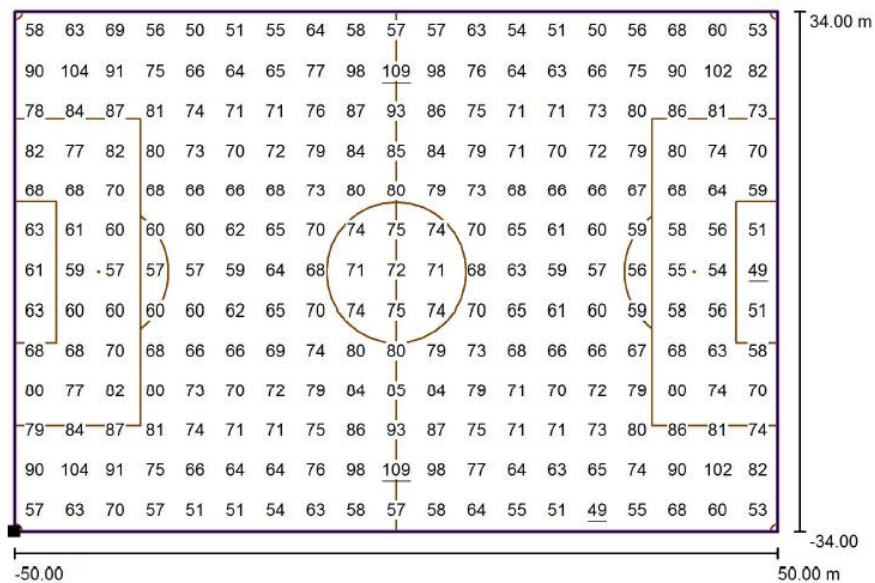 58 63 69 56 50 51 55 64 58 57 57 63 54 51 50 56 68 60 53
34.00 m
90 104 91 75 66 64 65 77 98 109 98 76 64 63 66 75 90 102 82
78 84 87 81 74 71 71 76 87 93 86 75 71 71 73 80 86 81 73
82 77 82 80 73 70 72 79 84 85 84 79 71 70 72 79 80 74 70
68 68 70 68 66 66 68 73 80 80 79 73 68 66 66 67 68 64 59
63 61 60 60 60 62 65 70 74 75 74 70 65 61 60 59 58 56 51
61 59 57 57 57 59 64 68 71 72 71 68 63 59 57 56 55 54 49
63 60 60 60 60 62 65 70 74 75 74 70 65 61 60 59 58 56 51
68 68 70 68 66 66 69 74 80 80 79 73 68 66 66 67 68 63 58
80 77 82 80 73 70 72 79 84 85 84 79 71 70 72 79 80 74 70
79 84 87 81 74 71 71 75 86 93 87 75 71 71 73 80 86 81 74
90 104 91 75 66 64 64 76 98 109 98 77 64 63 65 74 90 102 82
57 63 70 57 51 51 54 63 58 57 58 64 55 51 49 55 68 60 53
-34.00
-50.00
50.00 m